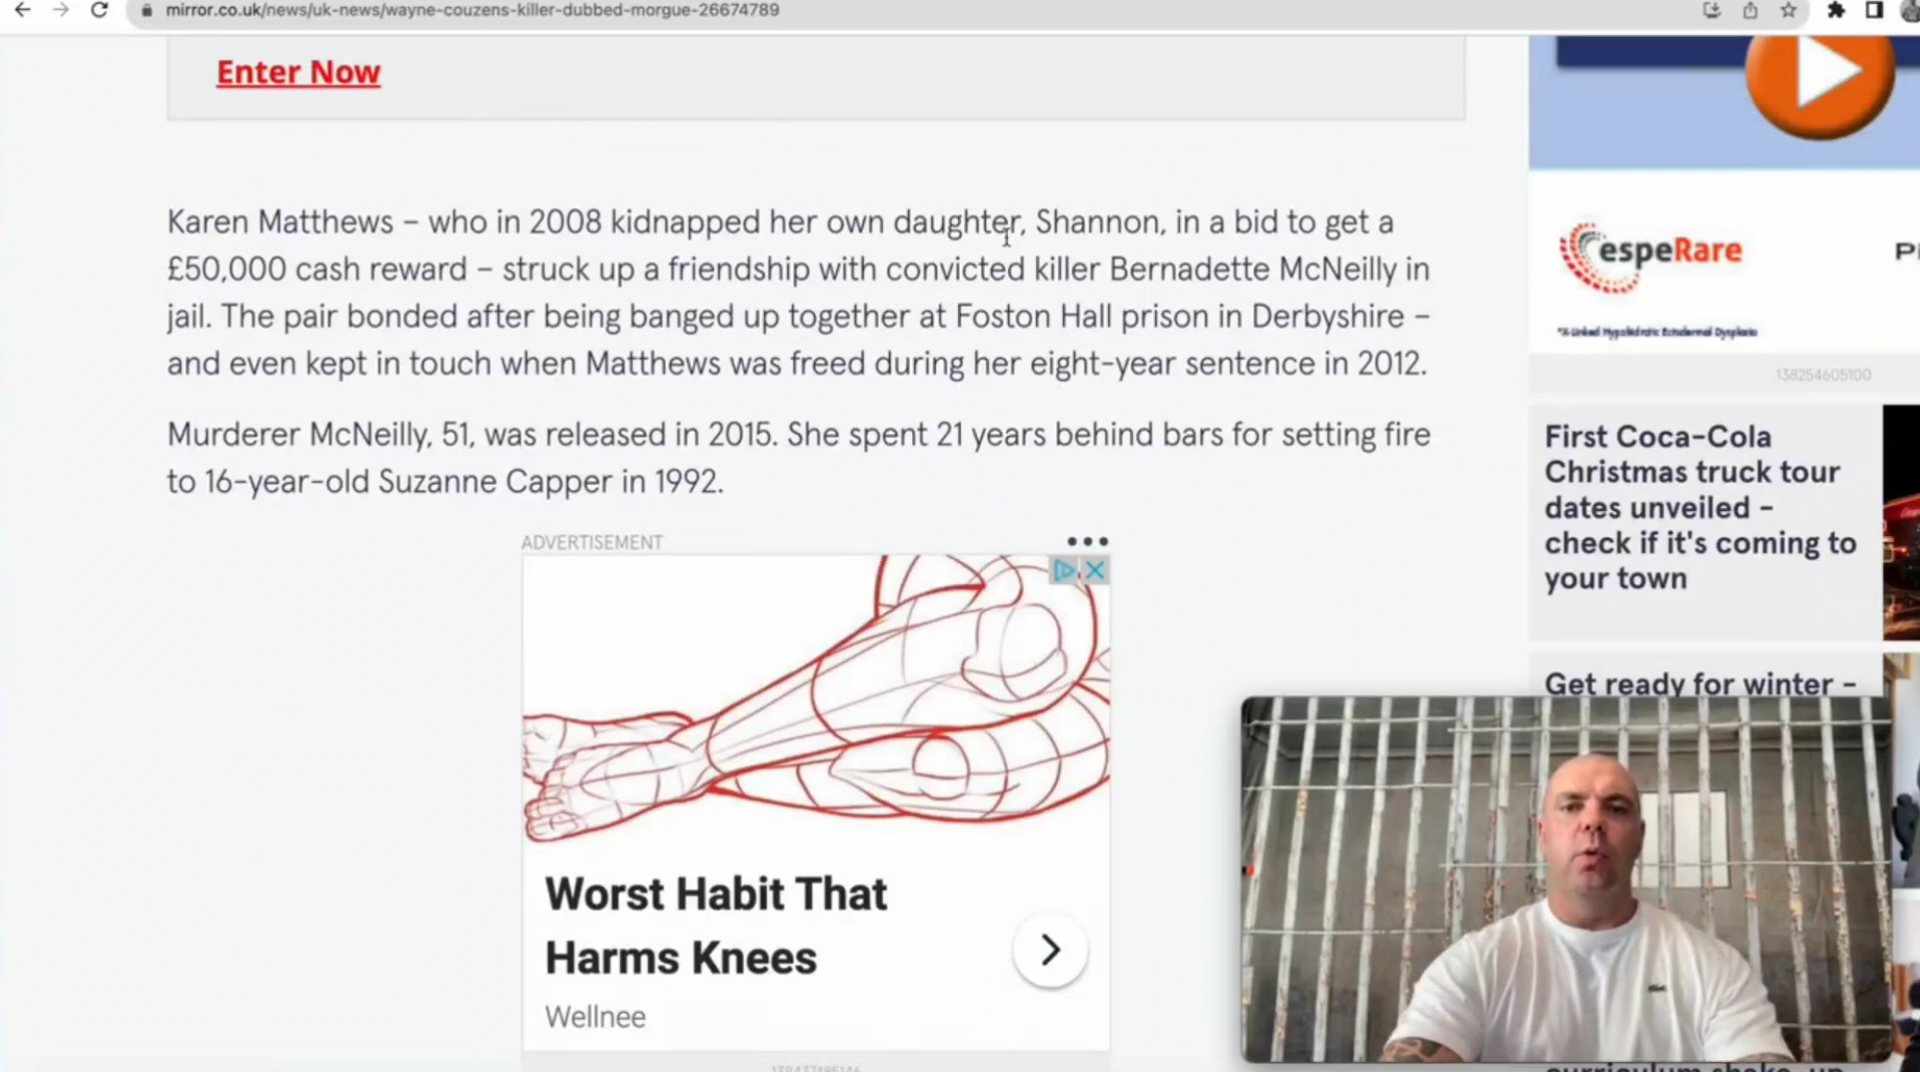 mirror.co.uk/news/uk-news/wayne-couzens-killer-dubbed-morgue-26674789
Enter Now
Karen Matthews – who in 2008 kidnapped her own daughter, Shannon, in a bid to get a
£50,000 cash reward – struck up a friendship with convicted killer Bernadette McNeilly in
jail. The pair bonded after being banged up together at Foston Hall prison in Derbyshire –
and even kept in touch when Matthews was freed during her eight-year sentence in 2012.
Murderer McNeilly, 51, was released in 2015. She spent 21 years behind bars for setting fire
to 16-year-old Suzanne Capper in 1992.
ADVERTISEMENT
Worst Habit That
Harms Knees
Wellnee
espeRare
*X-Linked Hypohidrotic Ectodermal Dysplasia
138254605100
First Coca-Cola
Christmas truck tour
dates unveiled –
check if it's coming to
your town
Get ready for winter –